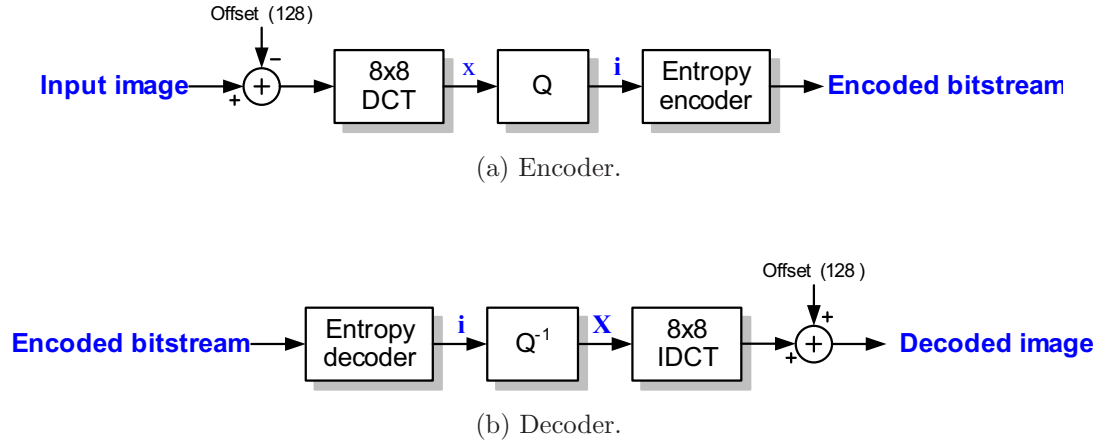 Offset (128)
−
Input image
+
+
8x8
DCT
x
Q
i
Entropy
encoder
Encoded bitstream
(a) Encoder.
Offset (128)
+
Encoded bitstream
Entropy
decoder
i
Q-1
X
8x8
IDCT
+
+
Decoded image
(b) Decoder.